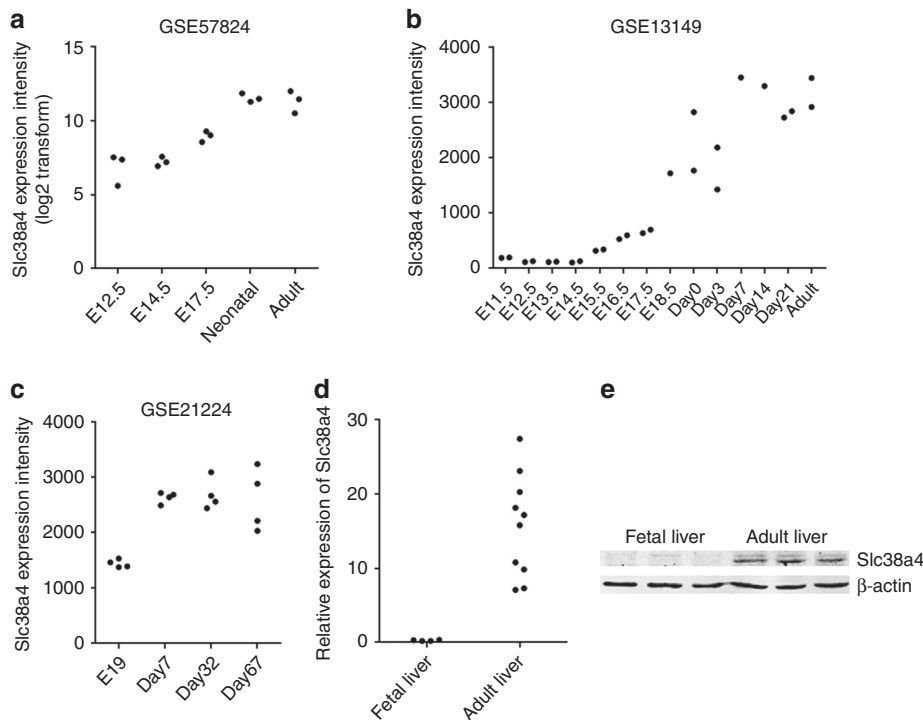 a
GSE57824
Slc38a4 expression intensity
(log2 transform)
15
10
5
0
E12.5
E14.5
E17.5
Neonatal
Adult
b
GSE13149
Slc38a4 expression intensity
4000
3000
2000
1000
0
E11.5
E12.5
E13.5
E14.5
E15.5
E16.5
E17.5
E18.5
Day0
Day3
Day7
Day14
Day21
Adult
c
GSE21224
Slc38a4 expression intensity
4000
3000
2000
1000
0
E19
Day7
Day32
Day67
d
Relative expression of Slc38a4
30
20
10
0
Fetal liver
Adult liver
e
Fetal liver Adult liver
Slc38a4
β-actin